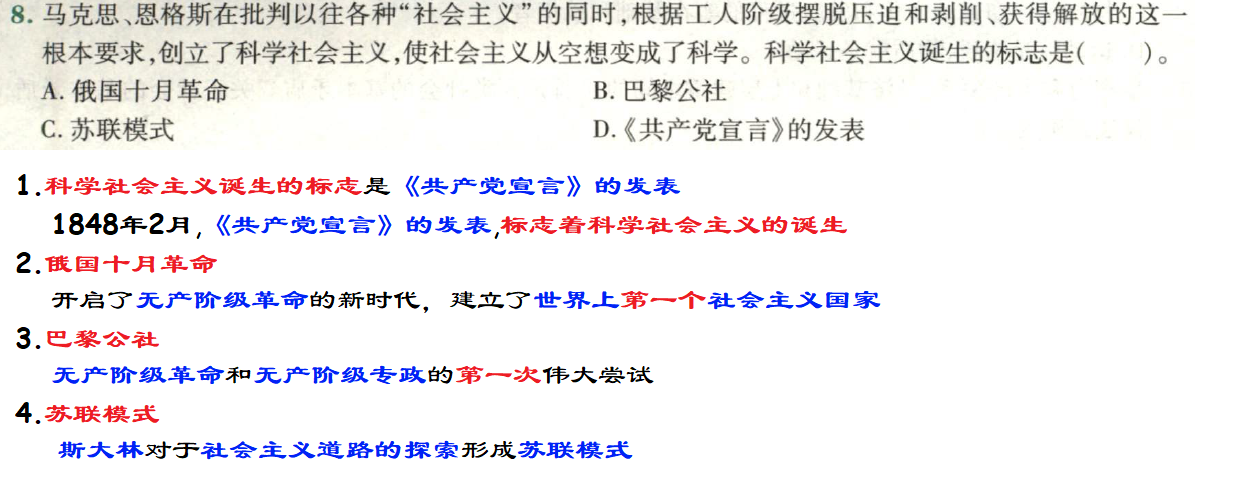 8. 马克思、恩格斯在批判以往各种“社会主义”的同时,根据工人阶级摆脱压迫和剥削、获得解放的这一
根本要求,创立了科学社会主义,使社会主义从空想变成了科学。科学社会主义诞生的标志是(　　)。
A. 俄国十月革命 B. 巴黎公社
C. 苏联模式 D.《共产党宣言》的发表
1.科学社会主义诞生的标志是《共产党宣言》的发表
1848年2月,《共产党宣言》的发表,标志着科学社会主义的诞生
2.俄国十月革命
开启了无产阶级革命的新时代，建立了世界上第一个社会主义国家
3.巴黎公社
无产阶级革命和无产阶级专政的第一次伟大尝试
4.苏联模式
斯大林对于社会主义道路的探索形成苏联模式